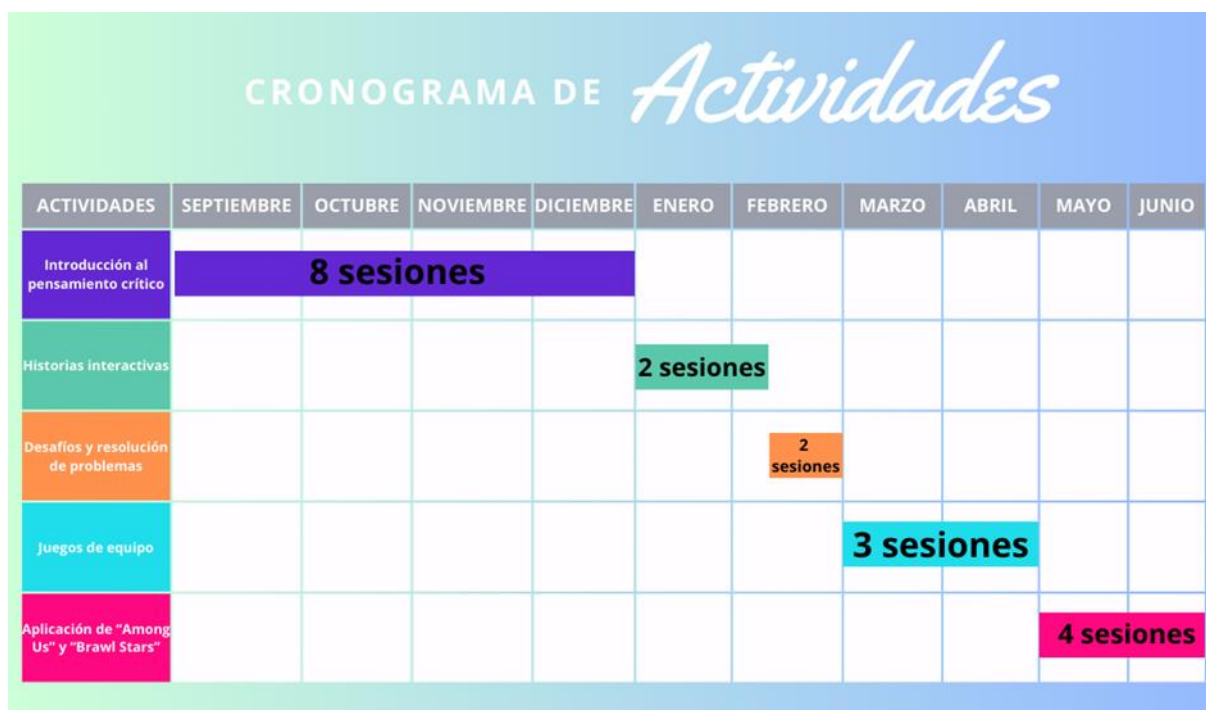 CRONOGRAMA DE Actividades
ACTIVIDADES SEPTIEMBRE OCTUBRE NOVIEMBRE DICIEMBRE ENERO FEBRERO MARZO ABRIL MAYO JUNIO
Introducción al
pensamiento crítico
8 sesiones
Historias interactivas
2 sesiones
Desafíos y resolución
de problemas
2
sesiones
Juegos de equipo
3 sesiones
Aplicación de “Among
Us” y “Brawl Stars”
4 sesiones